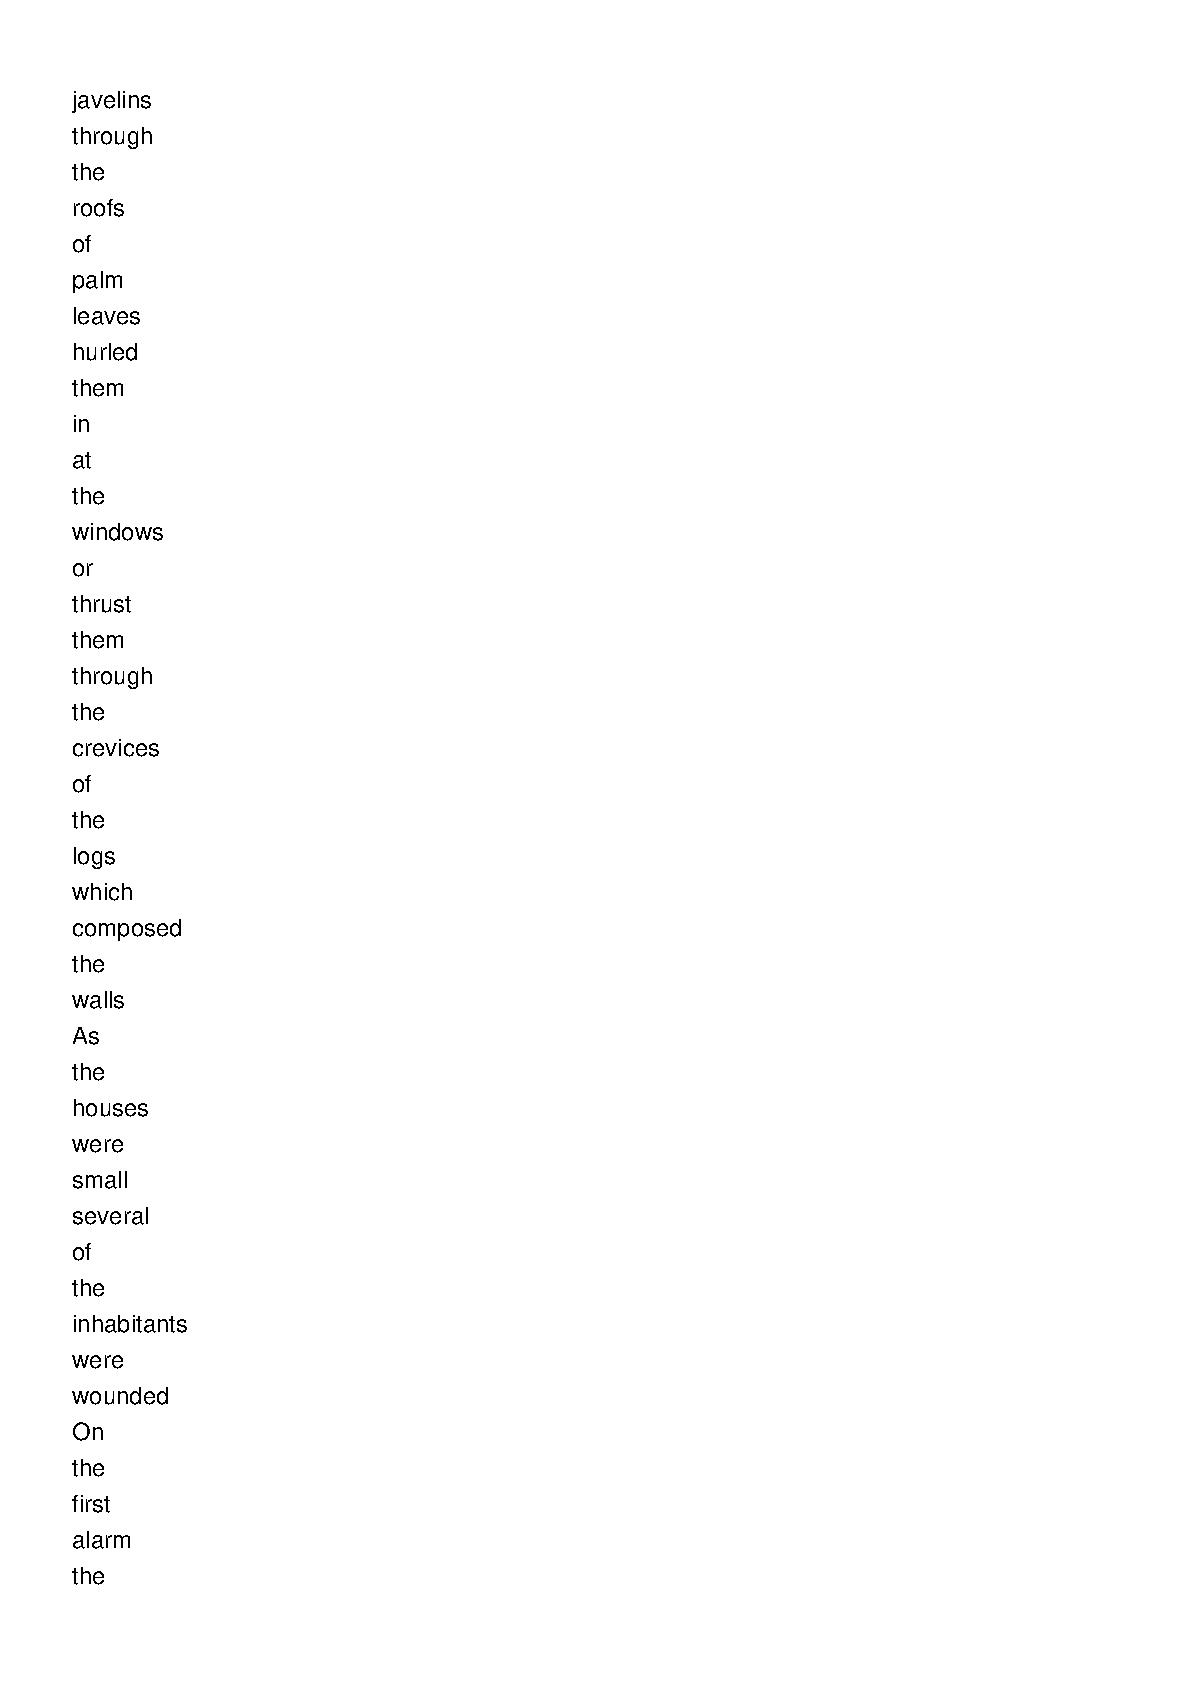 javelins
through
the
roofs
of
palm
leaves
hurled
them
in
at
the
windows
or
thrust
them
through
the
crevices
of
the
logs
which
composed
the
walls
As
the
houses
were
small
several
of
the
inhabitants
were
wounded
On
the
first
alarm
the